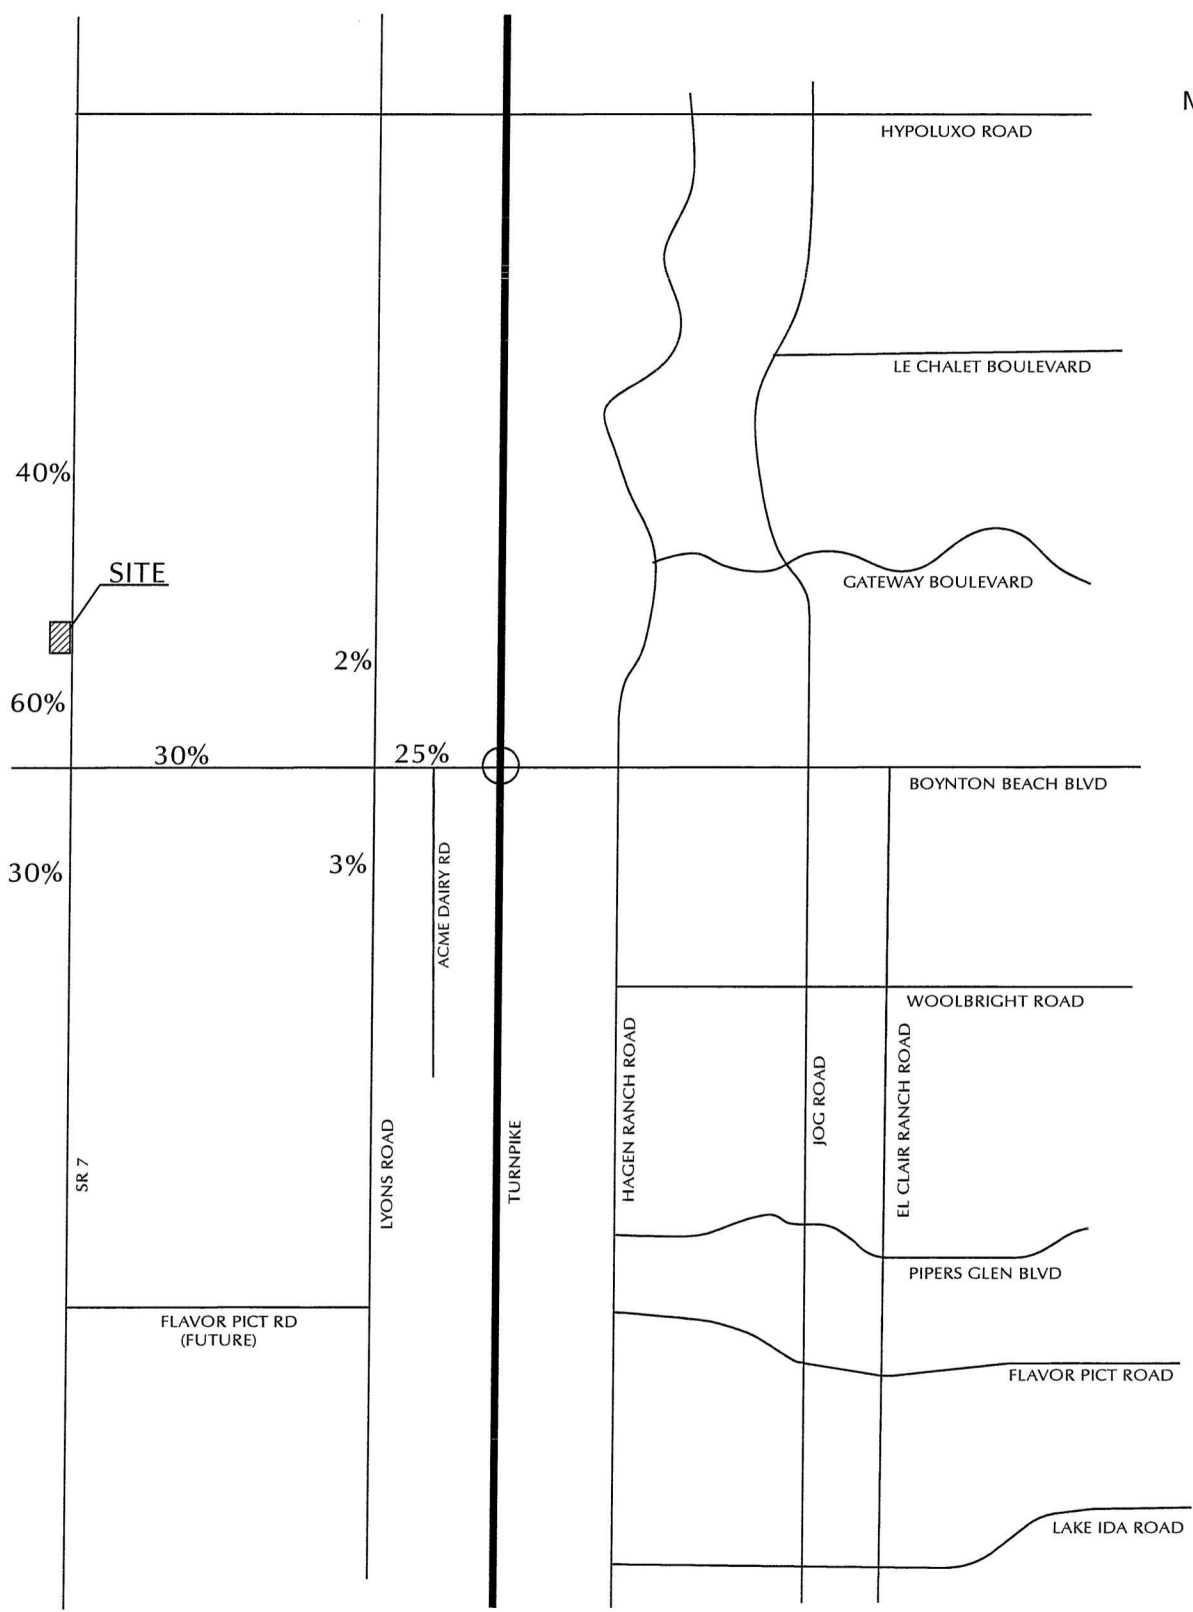 N
HYPOLUXO ROAD
LE CHALET BOULEVARD
40%
SITE
GATEWAY BOULEVARD
2%
60%
30%
25%
BOYNTON BEACH BLVD
30%
3%
ACME DAIRY RD
WOOLBRIGHT ROAD
SR 7
LYONS ROAD
TURNPIKE
HAGEN RANCH ROAD
JOG ROAD
EL CLAIR RANCH ROAD
PIPERS GLEN BLVD
FLAVOR PICT RD
(FUTURE)
FLAVOR PICT ROAD
LAKE IDA ROAD